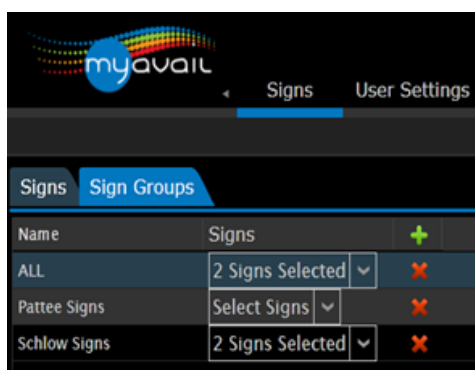 myavail
Signs User Settings
Signs Sign Groups
Name Signs
ALL 2 Signs Selected
Pattee Signs Select Signs
Schlow Signs 2 Signs Selected